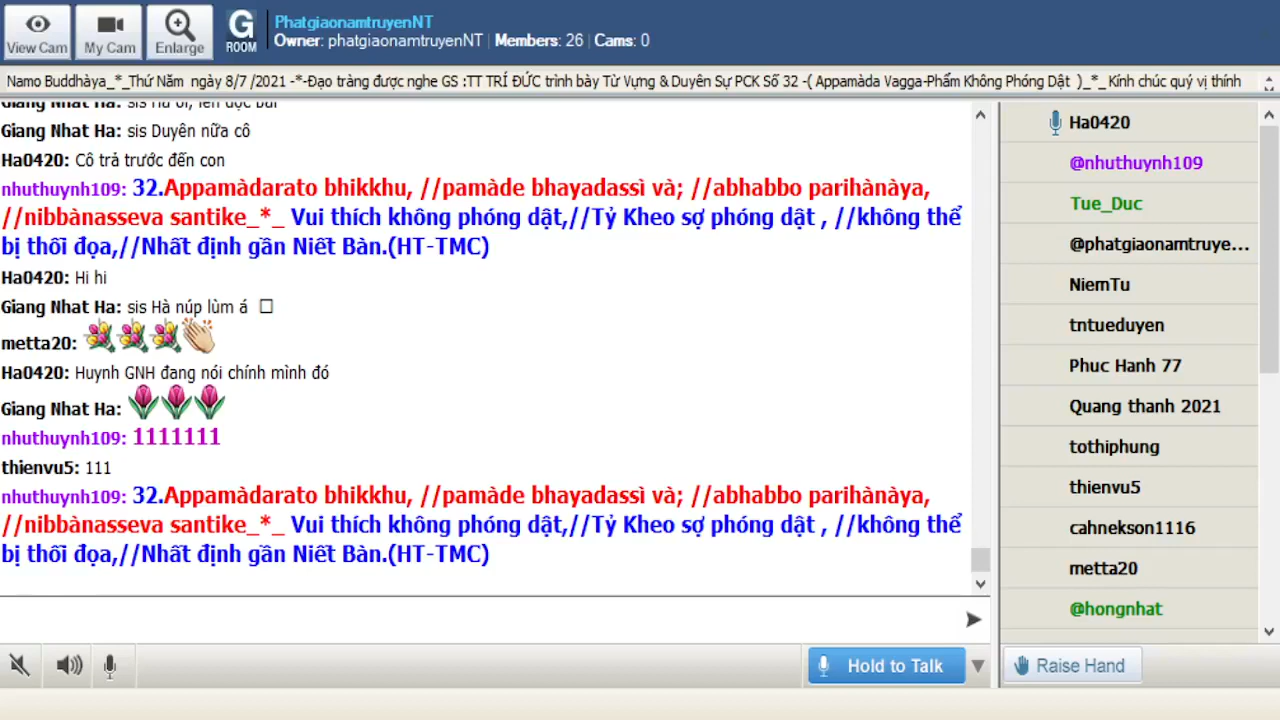 View Cam
My Cam
Enlarge
G
ROOM
PhatgiaonamtruyenNT
Owner: phatgiaonamtruyenNT | Members: 26 | Cams: 0
Namo Buddhàya_*_Thứ Năm ngày 8/7 /2021 -*-Đạo tràng được nghe GS :TT TRÍ ĐỨC trình bày Từ Vựng & Duyên Sự PCK Số 32 -( Appamàda Vagga-Phẩm Không Phóng Dật )_*_ Kính chúc quý vị thính
Giang Nhat Ha: sis Hà ơi, lên đọc bài
Giang Nhat Ha: sis Duyên nữa cô
Ha0420: Cô trả trước đến con
nhuthuynh109: 32.Appamàdarato bhikkhu, //pamàde bhayadassì và; //abhabbo parihànàya,
//nibbànasseva santike_*_ Vui thích không phóng dật,//Tỷ Kheo sợ phóng dật , //không thể
bị thối đọa,//Nhất định gần Niết Bàn.(HT-TMC)
Ha0420: Hi hi
Giang Nhat Ha: sis Hà núp lùm á
metta20:
Ha0420: Huynh GNH đang nói chính mình đó
Giang Nhat Ha:
nhuthuynh109: 1111111
thienvu5: 111
nhuthuynh109: 32.Appamàdarato bhikkhu, //pamàde bhayadassì và; //abhabbo parihànàya,
//nibbànasseva santike_*_ Vui thích không phóng dật,//Tỷ Kheo sợ phóng dật , //không thể
bị thối đọa,//Nhất định gần Niết Bàn.(HT-TMC)
Hold to Talk
Ha0420
@nhuthuynh109
Tue_Duc
@phatgiaonamtruye...
NiemTu
tntueduyen
Phuc Hanh 77
Quang thanh 2021
tothiphung
thienvu5
cahnekson1116
metta20
@hongnhat
Raise Hand